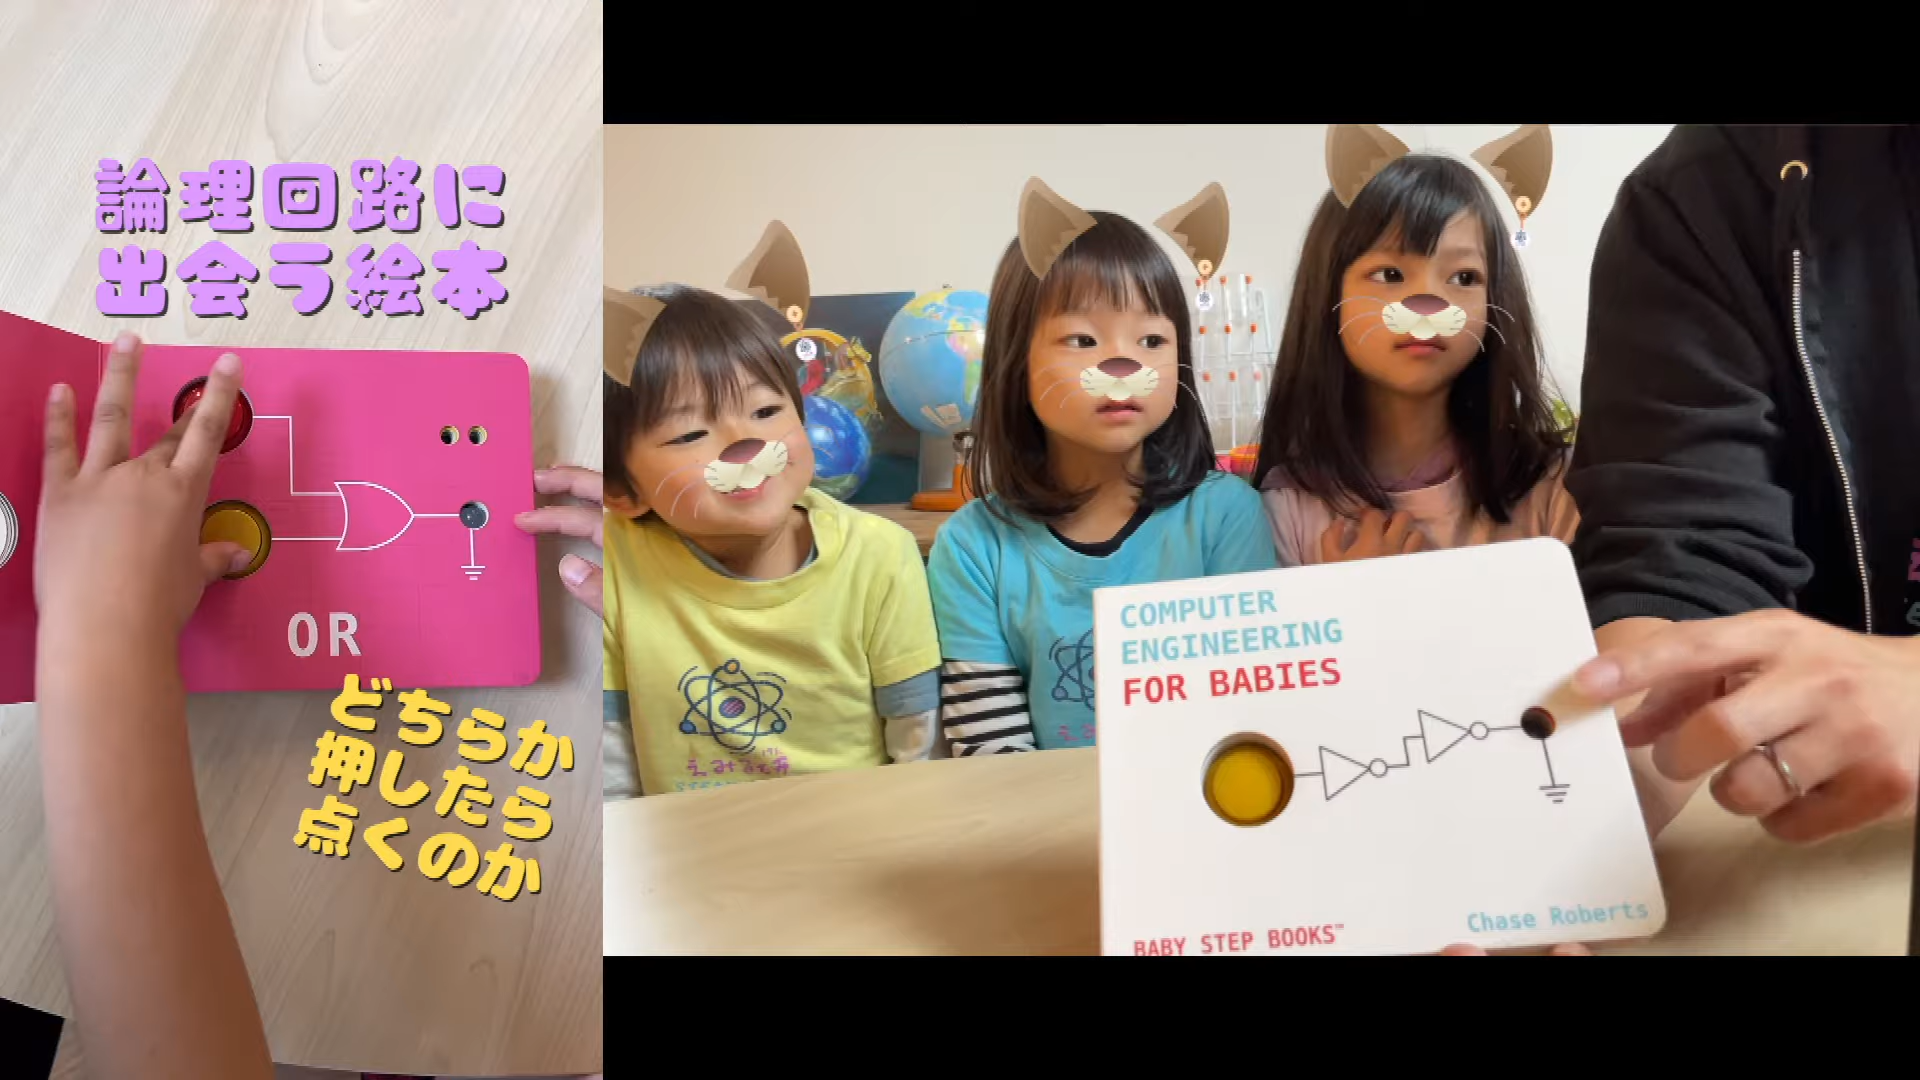 論理回路に
出会う絵本
OR
どちらか
押したら
点くのか
COMPUTER
ENGINEERING
FOR BABIES
Chase Roberts
BABY STEP BOOKS™